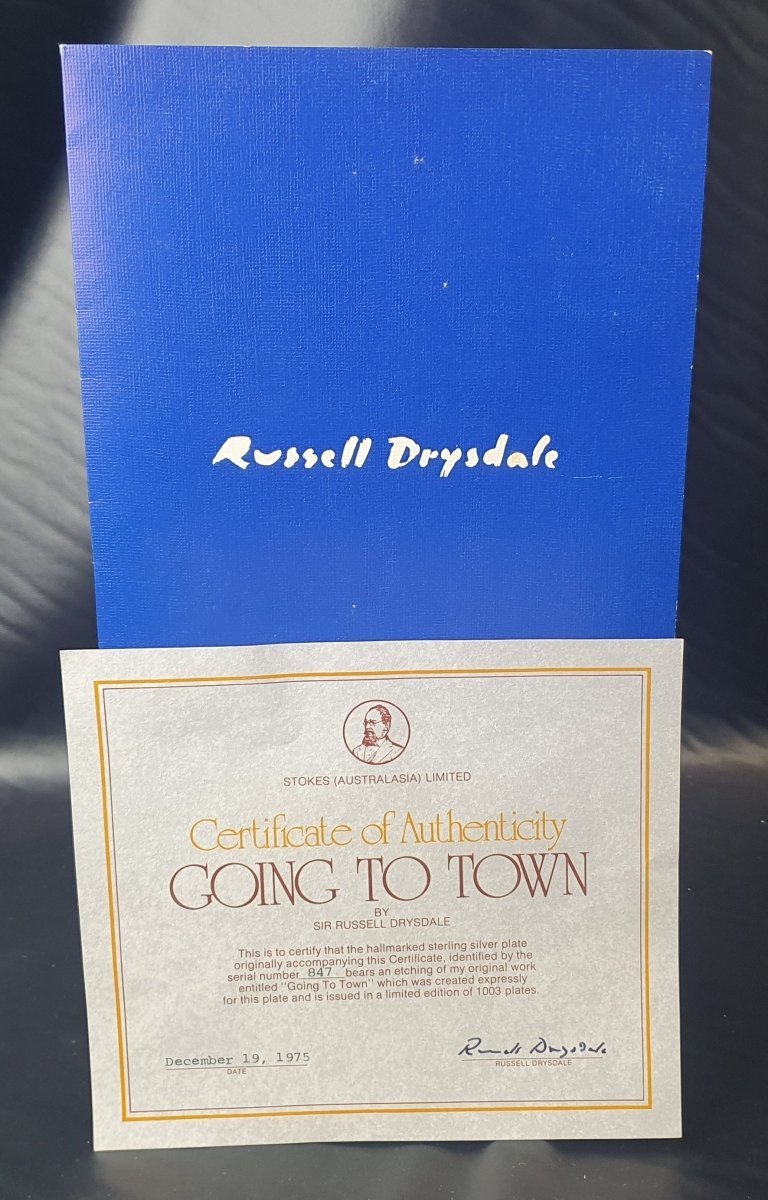 Russell Drysdale
STOKES (AUSTRALASIA) LIMITED
Certificate of Authenticity
GOING TO TOWN
BY
SIR RUSSELL DRYSDALE
This is to certify that the hallmarked sterling silver plate
originally accompanying this Certificate, identified by the
serial number 847 bears an etching of my original work
entitled "Going To Town" which was created expressly
for this plate and is issued in a limited edition of 1003 plates.
December 19, 1975
DATE
Russell Drysdale
RUSSELL DRYSDALE